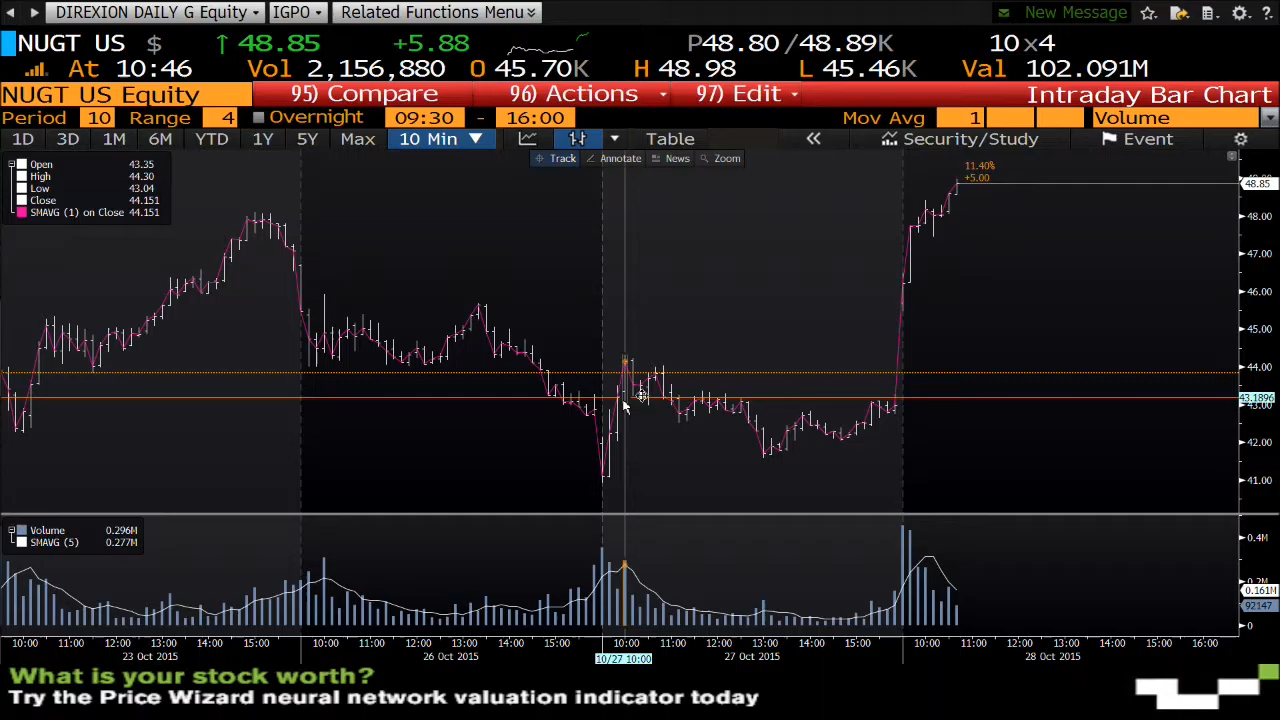 DIREXION DAILY G Equity IGPO Related Functions Menu New Message
NUGT US $ ↑ 48.85 +5.88 P48.80 /48.89K 10 x 4
At 10:46 Vol 2,156,880 O 45.70K H 48.98 L 45.46K Val 102.091M
NUGT US Equity 95) Compare 96) Actions 97) Edit Intraday Bar Chart
Period 10 Range 4 Overnight 09:30 - 16:00 Mov Avg 1 Volume
1D 3D 1M 6M YTD 1Y 5Y Max 10 Min Table « Security/Study Event
Track Annotate News Zoom
Open 43.35
High 44.30
Low 43.04
Close 44.151
SMAVG (1) on Close 44.151
11.40%
+5.00
48.85
48.00
47.00
46.00
45.00
44.00
43.1896
43.00
42.00
41.00
Volume 0.296M
SMAVG (5) 0.277M
0.4M
0.2M
0.161M
92147
0
10:00 11:00 12:00 13:00 14:00 15:00 10:00 11:00 12:00 13:00 14:00 15:00 10:00 11:00 12:00 13:00 14:00 15:00 10:00 11:00 12:00 13:00 14:00 15:00 16:00
23 Oct 2015 26 Oct 2015 10/27 10:00 27 Oct 2015 28 Oct 2015
What is your stock worth?
Try the Price Wizard neural network valuation indicator today